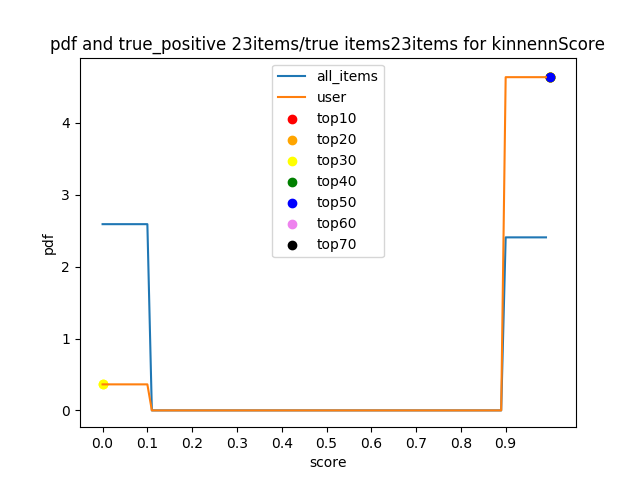 pdf and true_positive 23items/true items23items for kinnennScore
all_items
user
top10
top20
top30
top40
top50
top60
top70
pdf
4
3
2
1
0
0.0 0.1 0.2 0.3 0.4 0.5 0.6 0.7 0.8 0.9
score